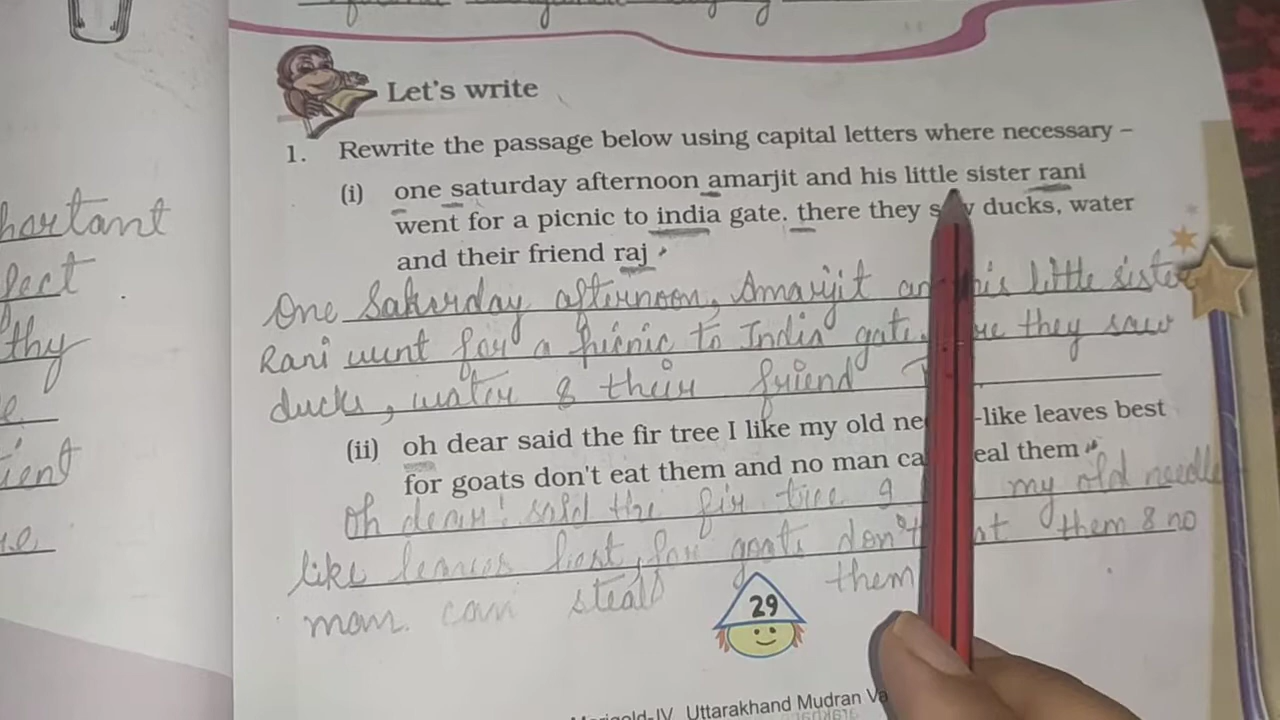 hortant
fect
thy
e
ient
Let's write
1. Rewrite the passage below using capital letters where necessary –
(i) one saturday afternoon amarjit and his little sister rani
went for a picnic to india gate. there they ducks, water
and their friend raj.
One Saturday afternoon, Amarjit his little sister
Rani went for a picnic to India gate they saw
ducks, water & their friend
(ii) oh dear said the fir tree I like my old -like leaves best
for goats don't eat them and no man eal them"
oh dear! said the fir tree I my old needle
like leaves best, for goats don't them & no
man. can steal them
29
Marigold-IV, Uttarakhand Mudran